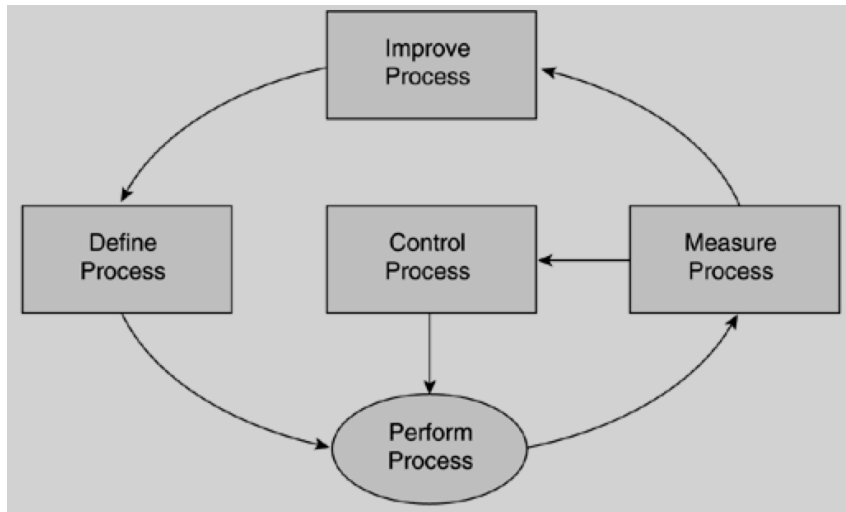 Improve
Process
Define
Process
Control
Process
Measure
Process
Perform
Process